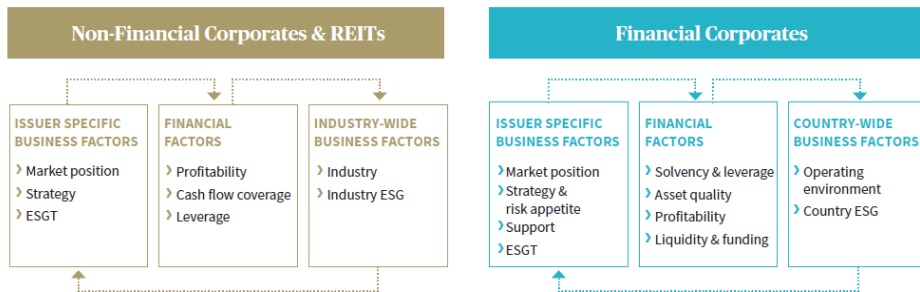 Non-Financial Corporates & REITs
ISSUER SPECIFIC
BUSINESS FACTORS
› Market position
› Strategy
› ESGT
FINANCIAL
FACTORS
› Profitability
› Cash flow coverage
› Leverage
INDUSTRY-WIDE
BUSINESS FACTORS
› Industry
› Industry ESG
Financial Corporates
ISSUER SPECIFIC
BUSINESS FACTORS
› Market position
› Strategy &
risk appetite
› Support
› ESGT
FINANCIAL
FACTORS
› Solvency & leverage
› Asset quality
› Profitability
› Liquidity & funding
COUNTRY-WIDE
BUSINESS FACTORS
› Operating
environment
› Country ESG